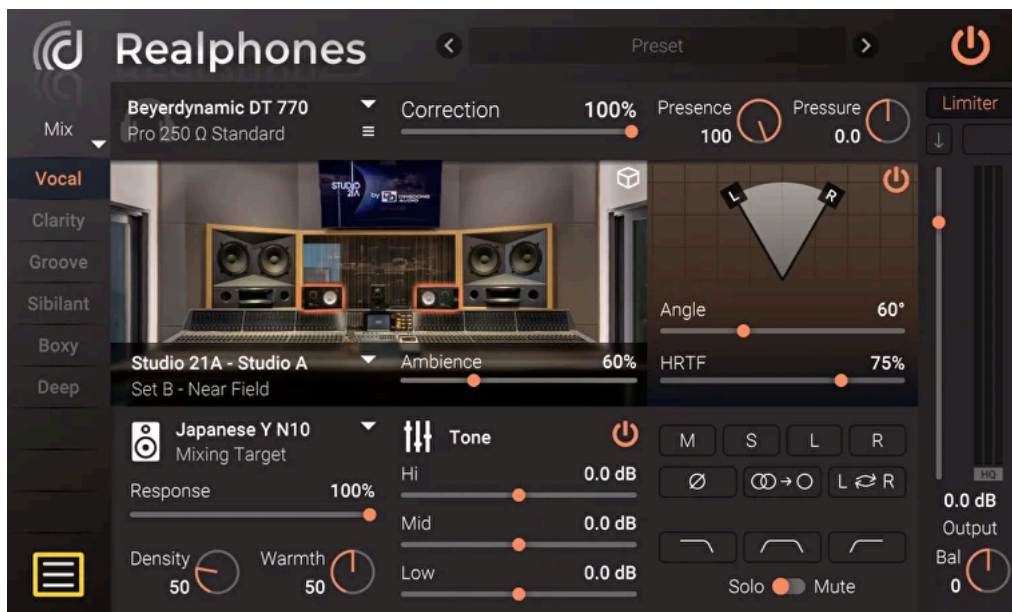 Realphones
Preset
Mix
Beyerdynamic DT 770
Pro 250 Ω Standard
Correction 100%
Presence
100
Pressure
0.0
Limiter
Vocal
Clarity
Groove
Sibilant
Boxy
Deep
STUDIO
21A
by
L
R
Angle 60°
HRTF 75%
Studio 21A - Studio A
Set B - Near Field
Ambience 60%
Japanese Y N10
Mixing Target
Response 100%
Density
50
Warmth
50
Tone
Hi 0.0 dB
Mid 0.0 dB
Low 0.0 dB
M S L R
Ø
L R
Solo Mute
HQ
0.0 dB
Output
Bal
0